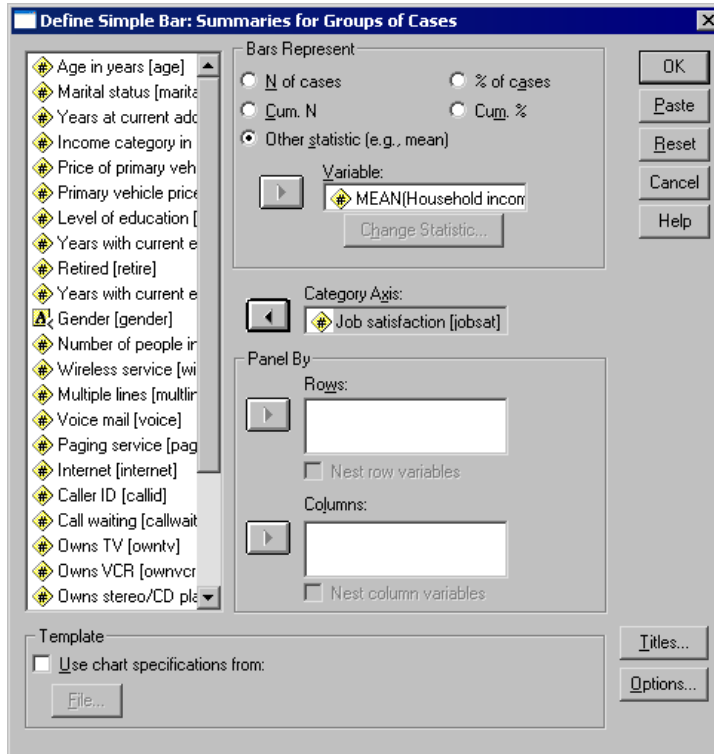 Define Simple Bar: Summaries for Groups of Cases
Age in years [age]
Marital status [marita
Years at current add
Income category in
Price of primary veh
Primary vehicle price
Level of education [
Years with current e
Retired [retire]
Years with current e
Gender [gender]
Number of people in
Wireless service [wi
Multiple lines [multlin
Voice mail [voice]
Paging service [pag
Internet [internet]
Caller ID [callid]
Call waiting [callwait
Owns TV [owntv]
Owns VCR [ownvcr
Owns stereo/CD pla
Bars Represent
N of cases
% of cases
Cum. N
Cum. %
Other statistic (e.g., mean)
Variable:
MEAN(Household incom
Change Statistic...
Category Axis:
Job satisfaction [jobsat]
Panel By
Rows:
Nest row variables
Columns:
Nest column variables
OK
Paste
Reset
Cancel
Help
Template
Use chart specifications from:
File...
Titles...
Options...